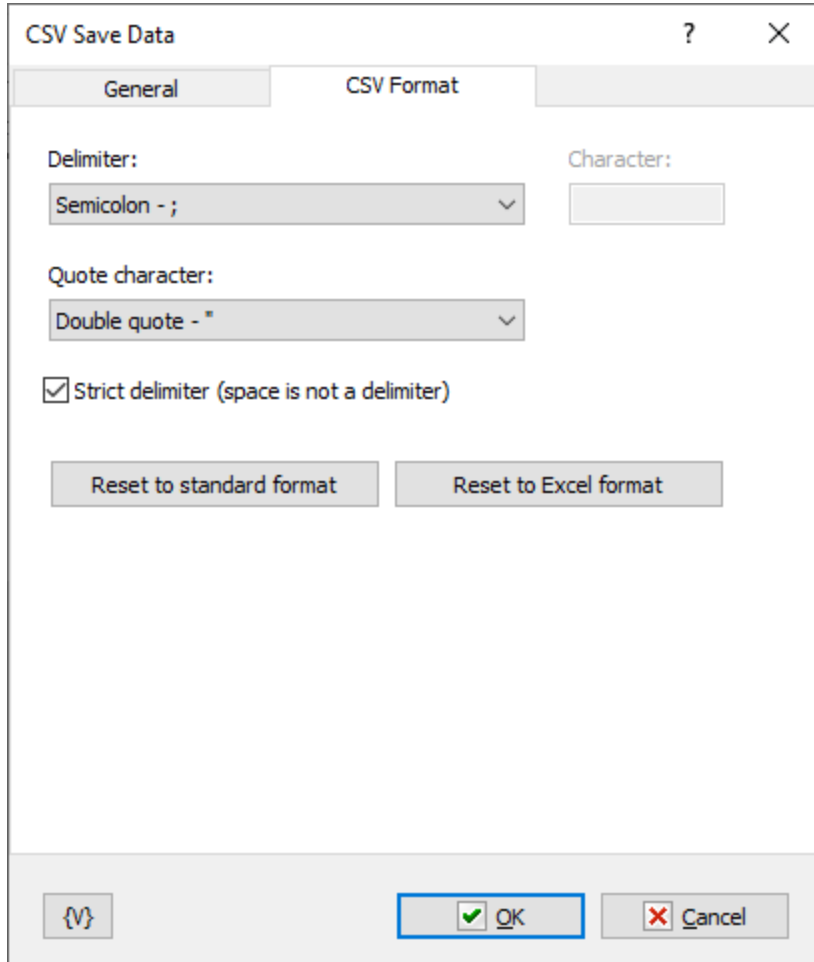 CSV Save Data ?
General CSV Format
Delimiter: Character:
Semicolon - ;
Quote character:
Double quote - "
Strict delimiter (space is not a delimiter)
Reset to standard format Reset to Excel format
{V} OK Cancel